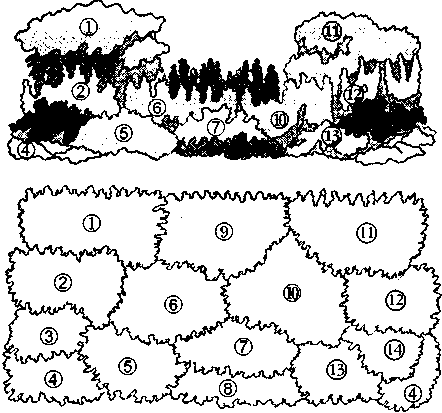 ① ⑪
② ⑫
⑥ ⑦ ⑩
④ ⑤ ⑬
① ⑨ ⑪
② ⑥ ⑩ ⑫
③ ⑤ ⑦ ⑭
④ ⑧ ⑬ ④